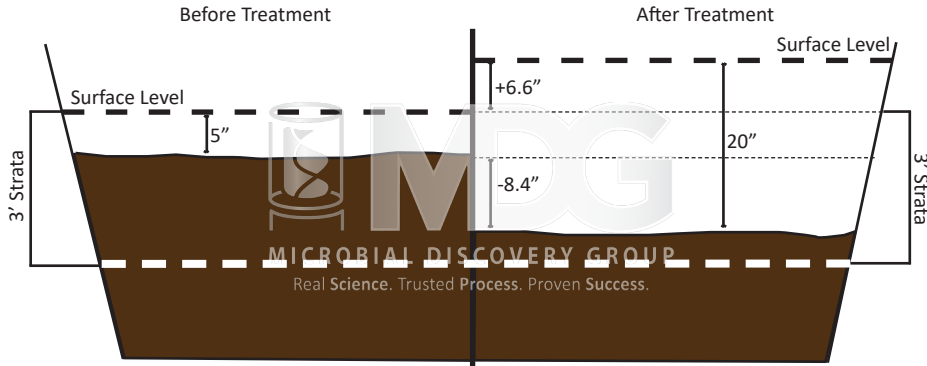 Before Treatment
After Treatment
Surface Level
Surface Level
+6.6”
5”
20”
-8.4”
3’ Strata
3’ Strata
MDG
MICROBIAL DISCOVERY GROUP
Real Science. Trusted Process. Proven Success.